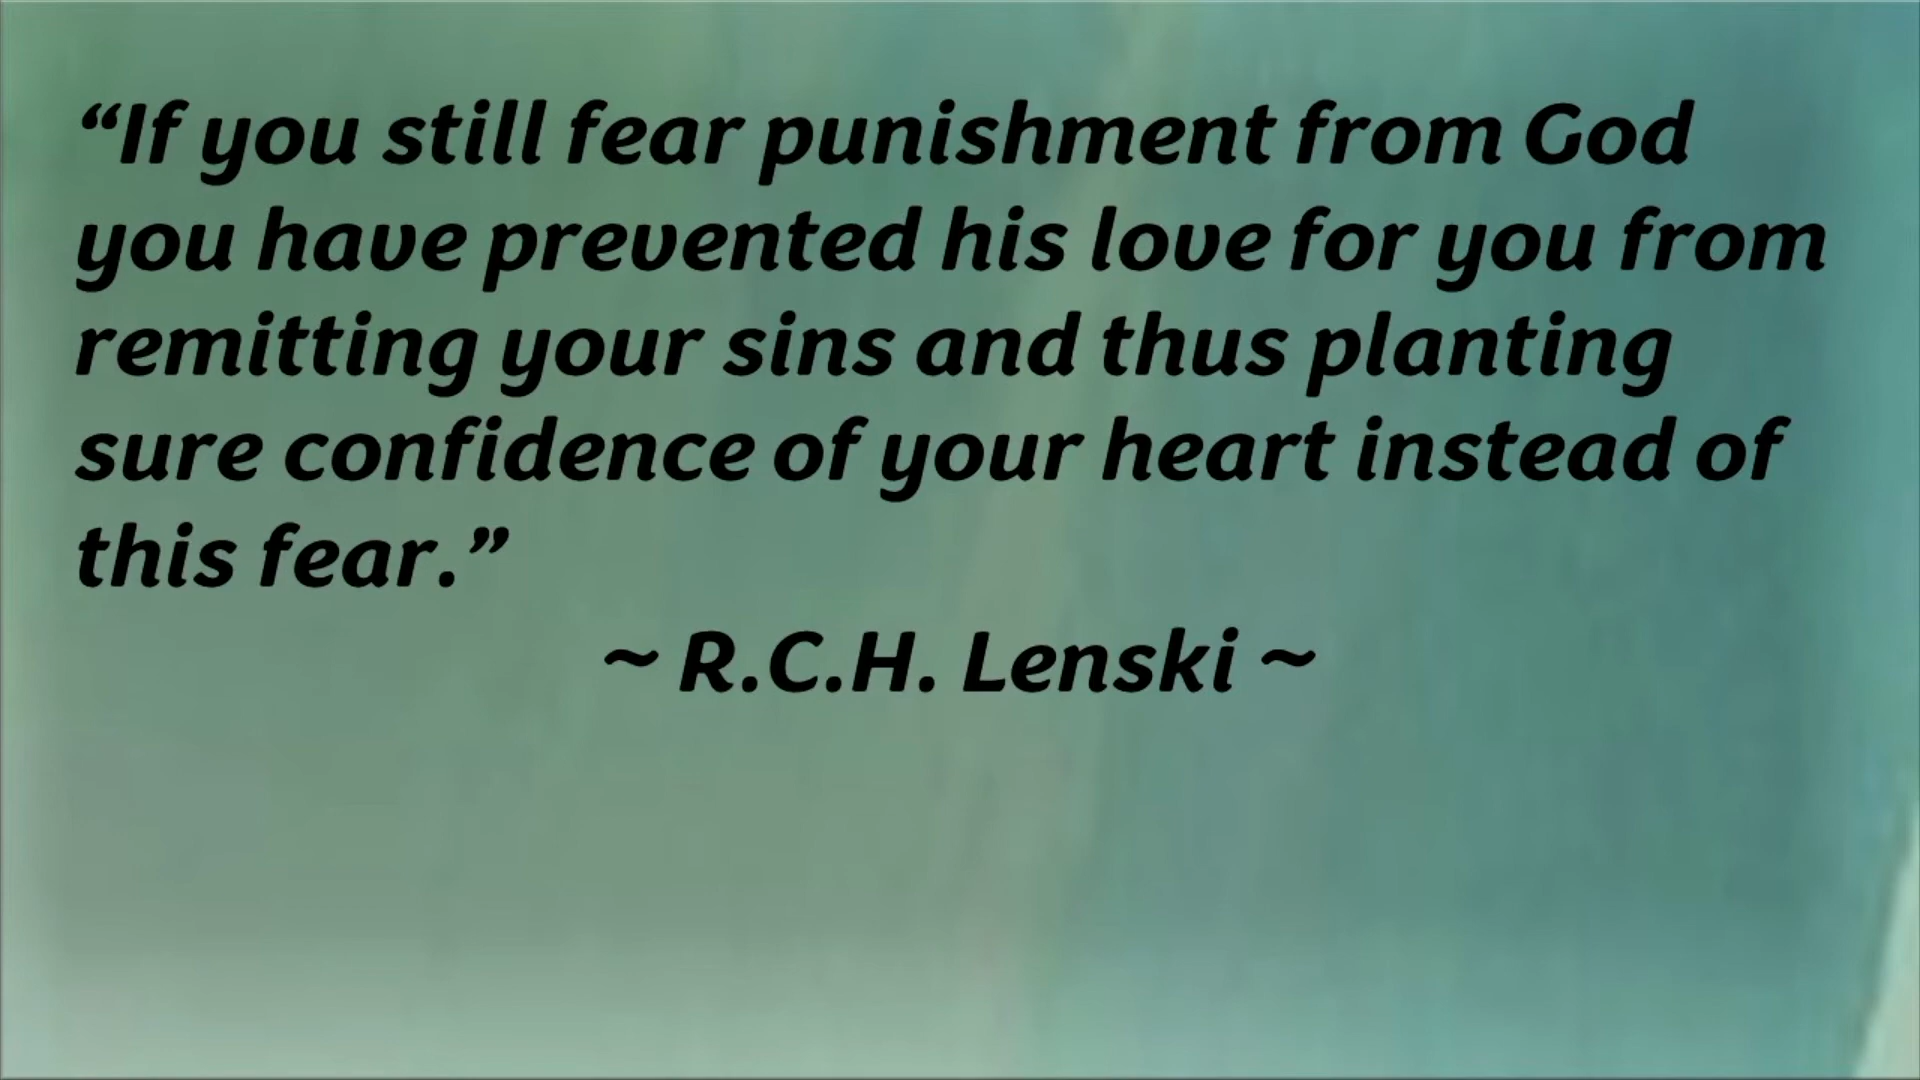 “If you still fear punishment from God
you have prevented his love for you from
remitting your sins and thus planting
sure confidence of your heart instead of
this fear.”
~ R.C.H. Lenski ~